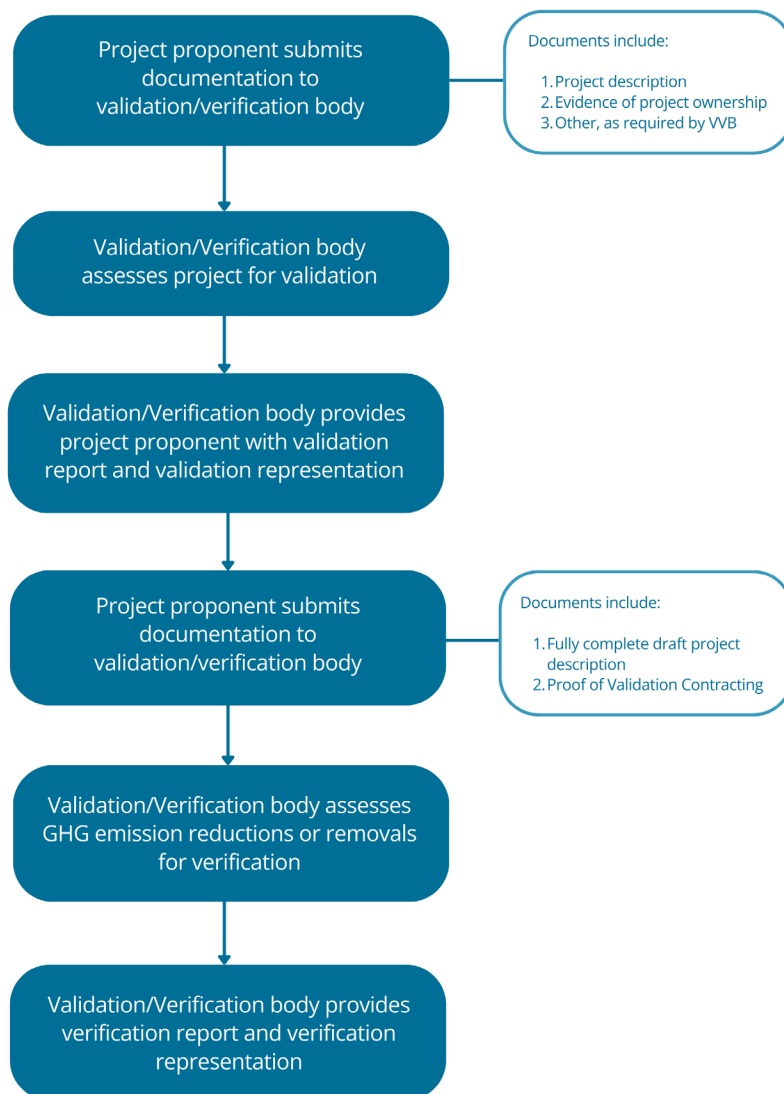 Project proponent submits
documentation to
validation/verification body
Documents include:
1. Project description
2. Evidence of project ownership
3. Other, as required by VVB
Validation/Verification body
assesses project for validation
Validation/Verification body provides
project proponent with validation
report and validation representation
Project proponent submits
documentation to
validation/verification body
Documents include:
1. Fully complete draft project
description
2. Proof of Validation Contracting
Validation/Verification body assesses
GHG emission reductions or removals
for verification
Validation/Verification body provides
verification report and verification
representation